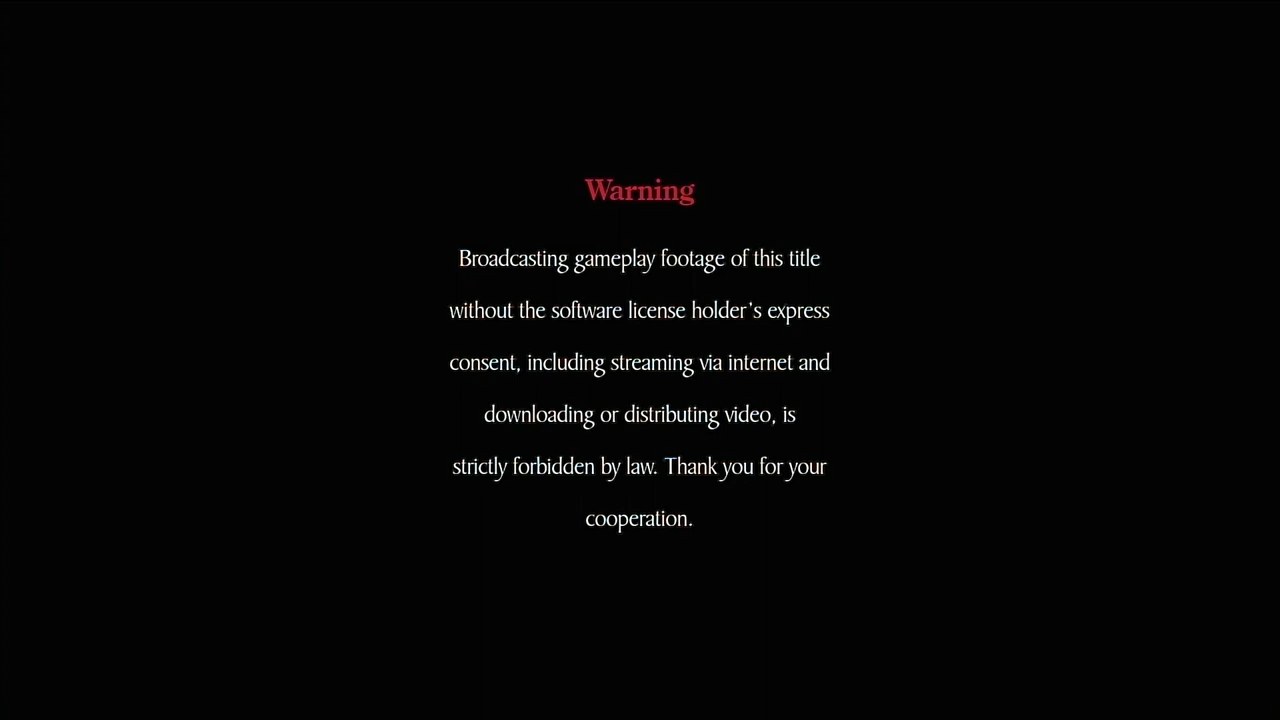 Warning
Broadcasting gameplay footage of this title
without the software license holder's express
consent, including streaming via internet and
downloading or distributing video, is
strictly forbidden by law. Thank you for your
cooperation.